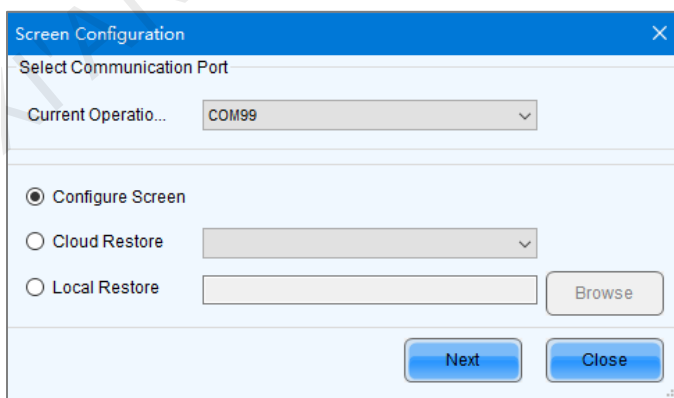 Screen Configuration
Select Communication Port
Current Operatio... COM99
Configure Screen
Cloud Restore
Local Restore Browse
Next Close